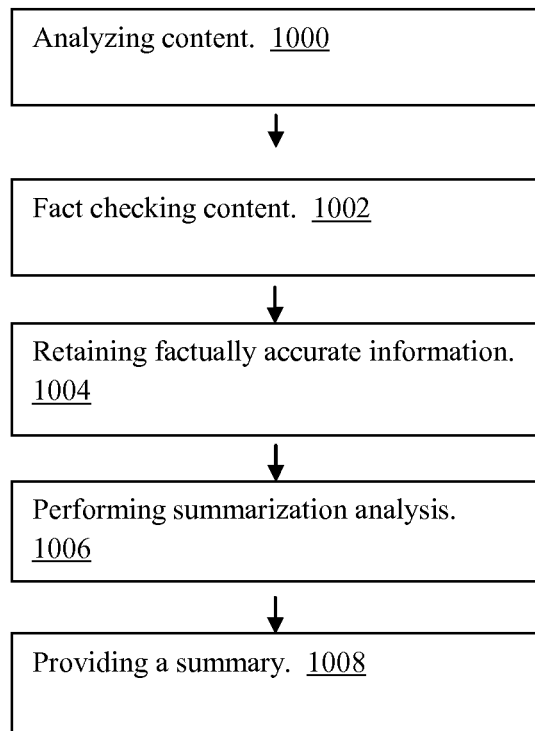 Analyzing content. 1000
Fact checking content. 1002
Retaining factually accurate information.
1004
Performing summarization analysis.
1006
Providing a summary. 1008